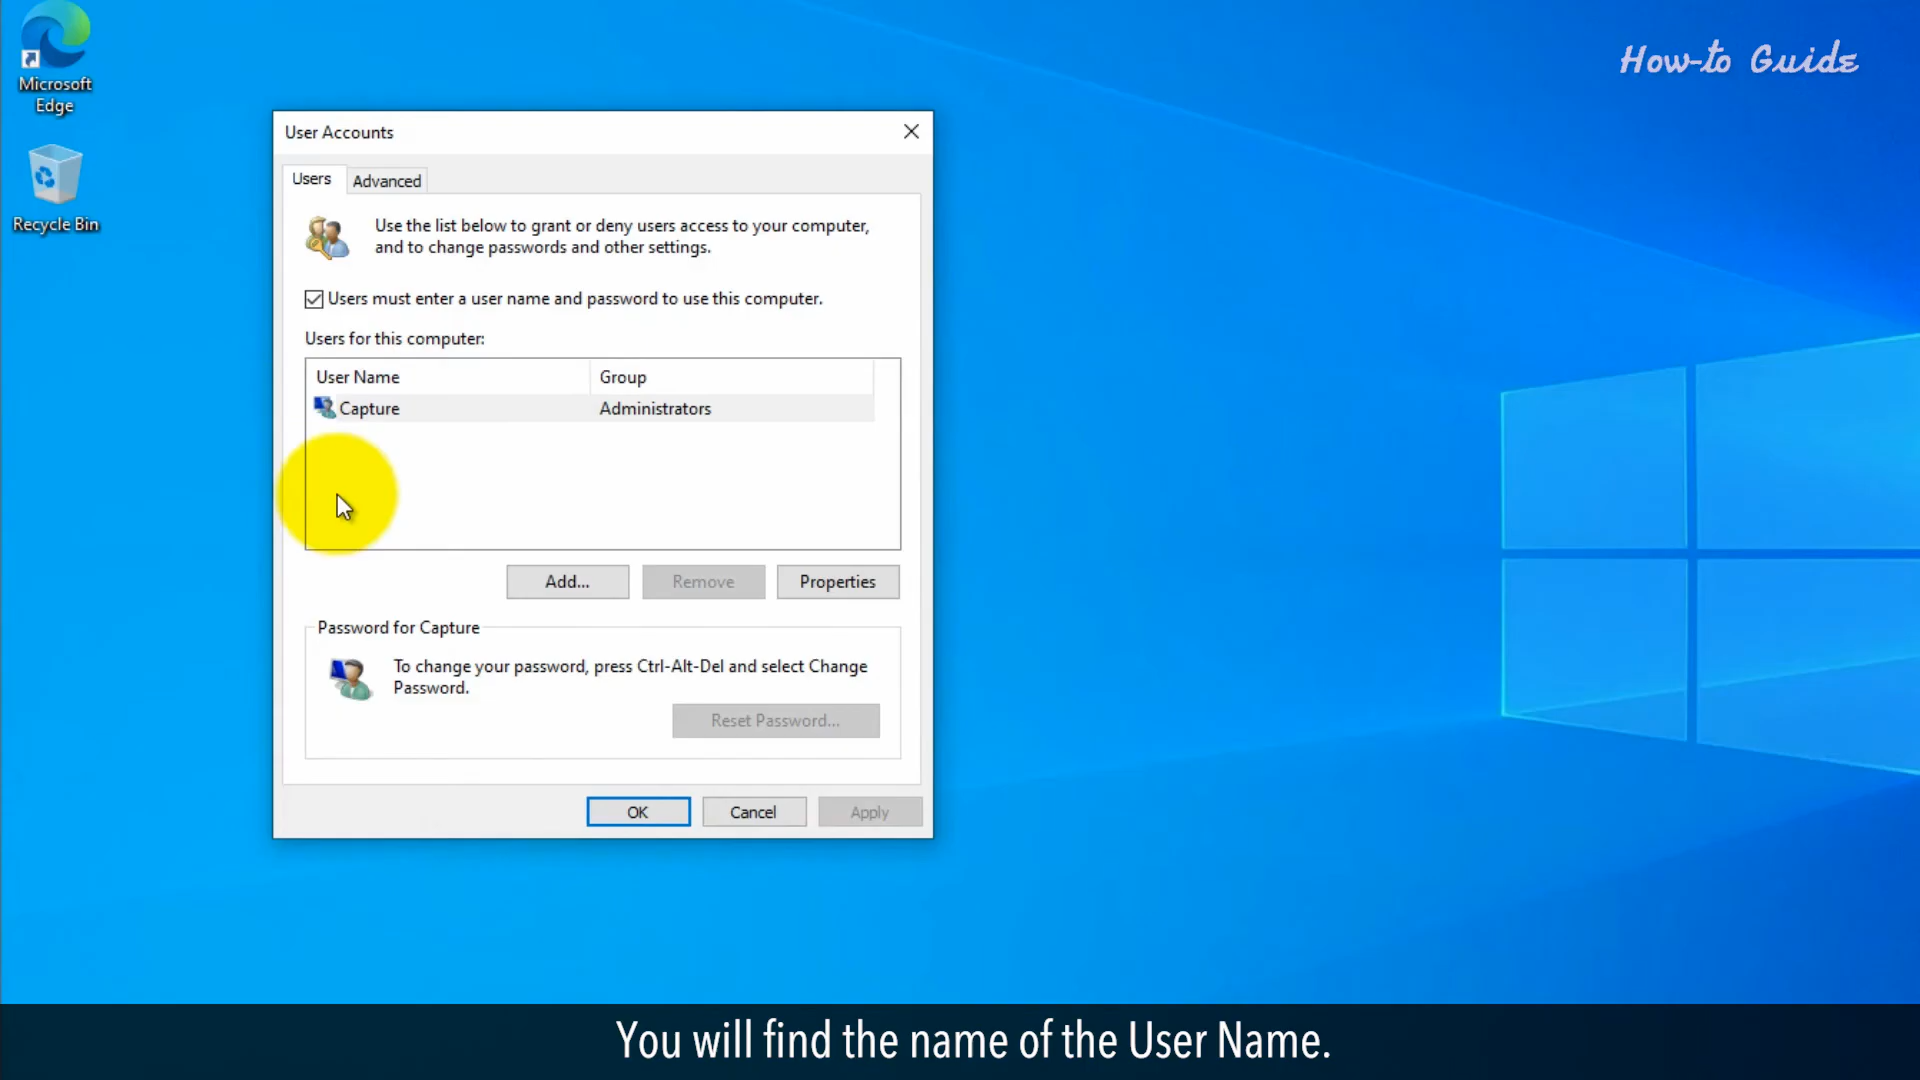 Microsoft
Edge
Recycle Bin
How-to Guide
User Accounts
Users
Advanced
Use the list below to grant or deny users access to your computer,
and to change passwords and other settings.
Users must enter a user name and password to use this computer.
Users for this computer:
User Name
Group
Capture
Administrators
Add...
Remove
Properties
Password for Capture
To change your password, press Ctrl-Alt-Del and select Change
Password.
Reset Password...
OK
Cancel
Apply
You will find the name of the User Name.